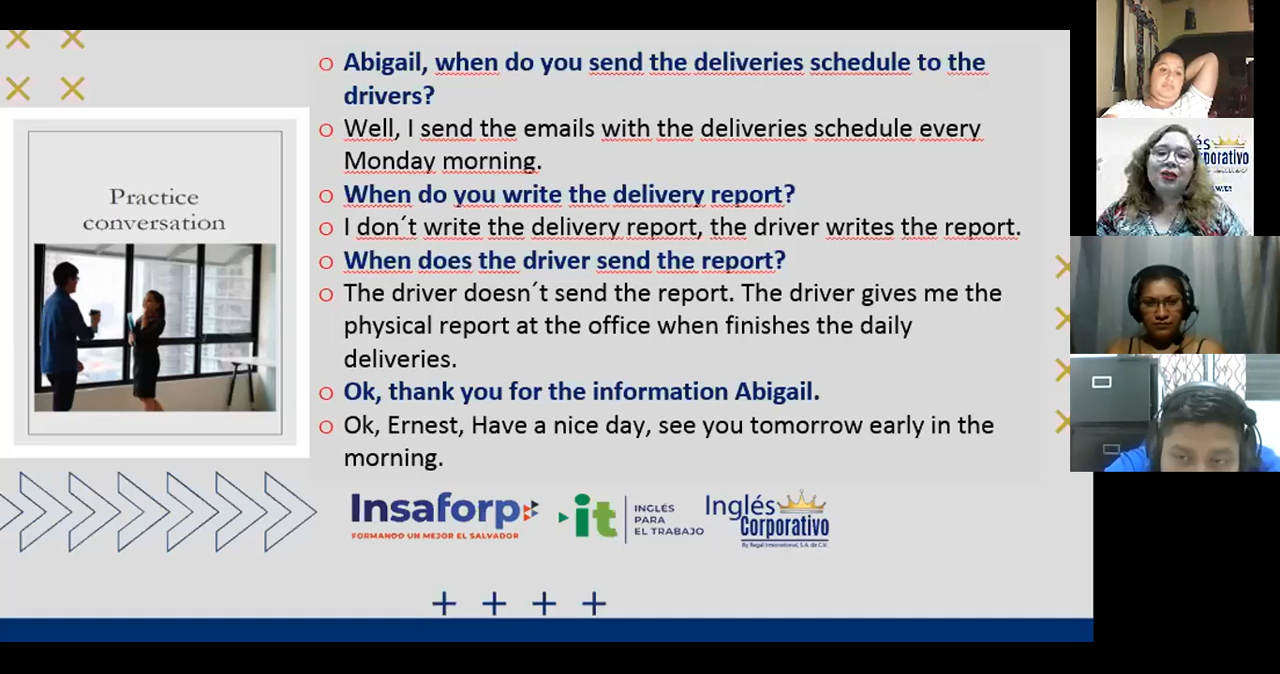 Abigail, when do you send the deliveries schedule to the
drivers?
Well, I send the emails with the deliveries schedule every
Monday morning.
When do you write the delivery report?
I don´t write the delivery report, the driver writes the report.
When does the driver send the report?
The driver doesn´t send the report. The driver gives me the
physical report at the office when finishes the daily
deliveries.
Ok, thank you for the information Abigail.
Ok, Ernest, Have a nice day, see you tomorrow early in the
morning.
Practice
conversation
Insaforp
FORMANDO UN MEJOR EL SALVADOR
it
INGLÉS
PARA
EL TRABAJO
Inglés
Corporativo
By Regal International, S.A. de C.V.